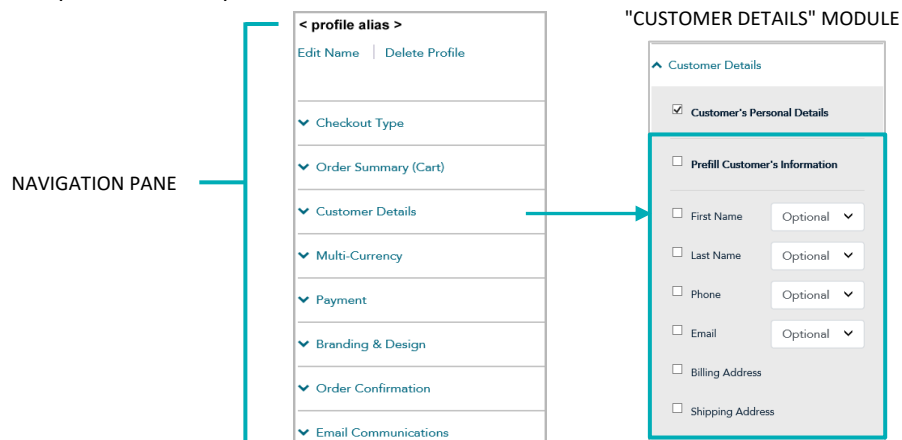 "CUSTOMER DETAILS" MODULE
< profile alias >
Edit Name | Delete Profile
Checkout Type
Order Summary (Cart)
NAVIGATION PANE
Customer Details
Multi-Currency
Payment
Branding & Design
Order Confirmation
Email Communications
Customer Details
Customer's Personal Details
Prefill Customer's Information
First Name Optional
Last Name Optional
Phone Optional
Email Optional
Billing Address
Shipping Address